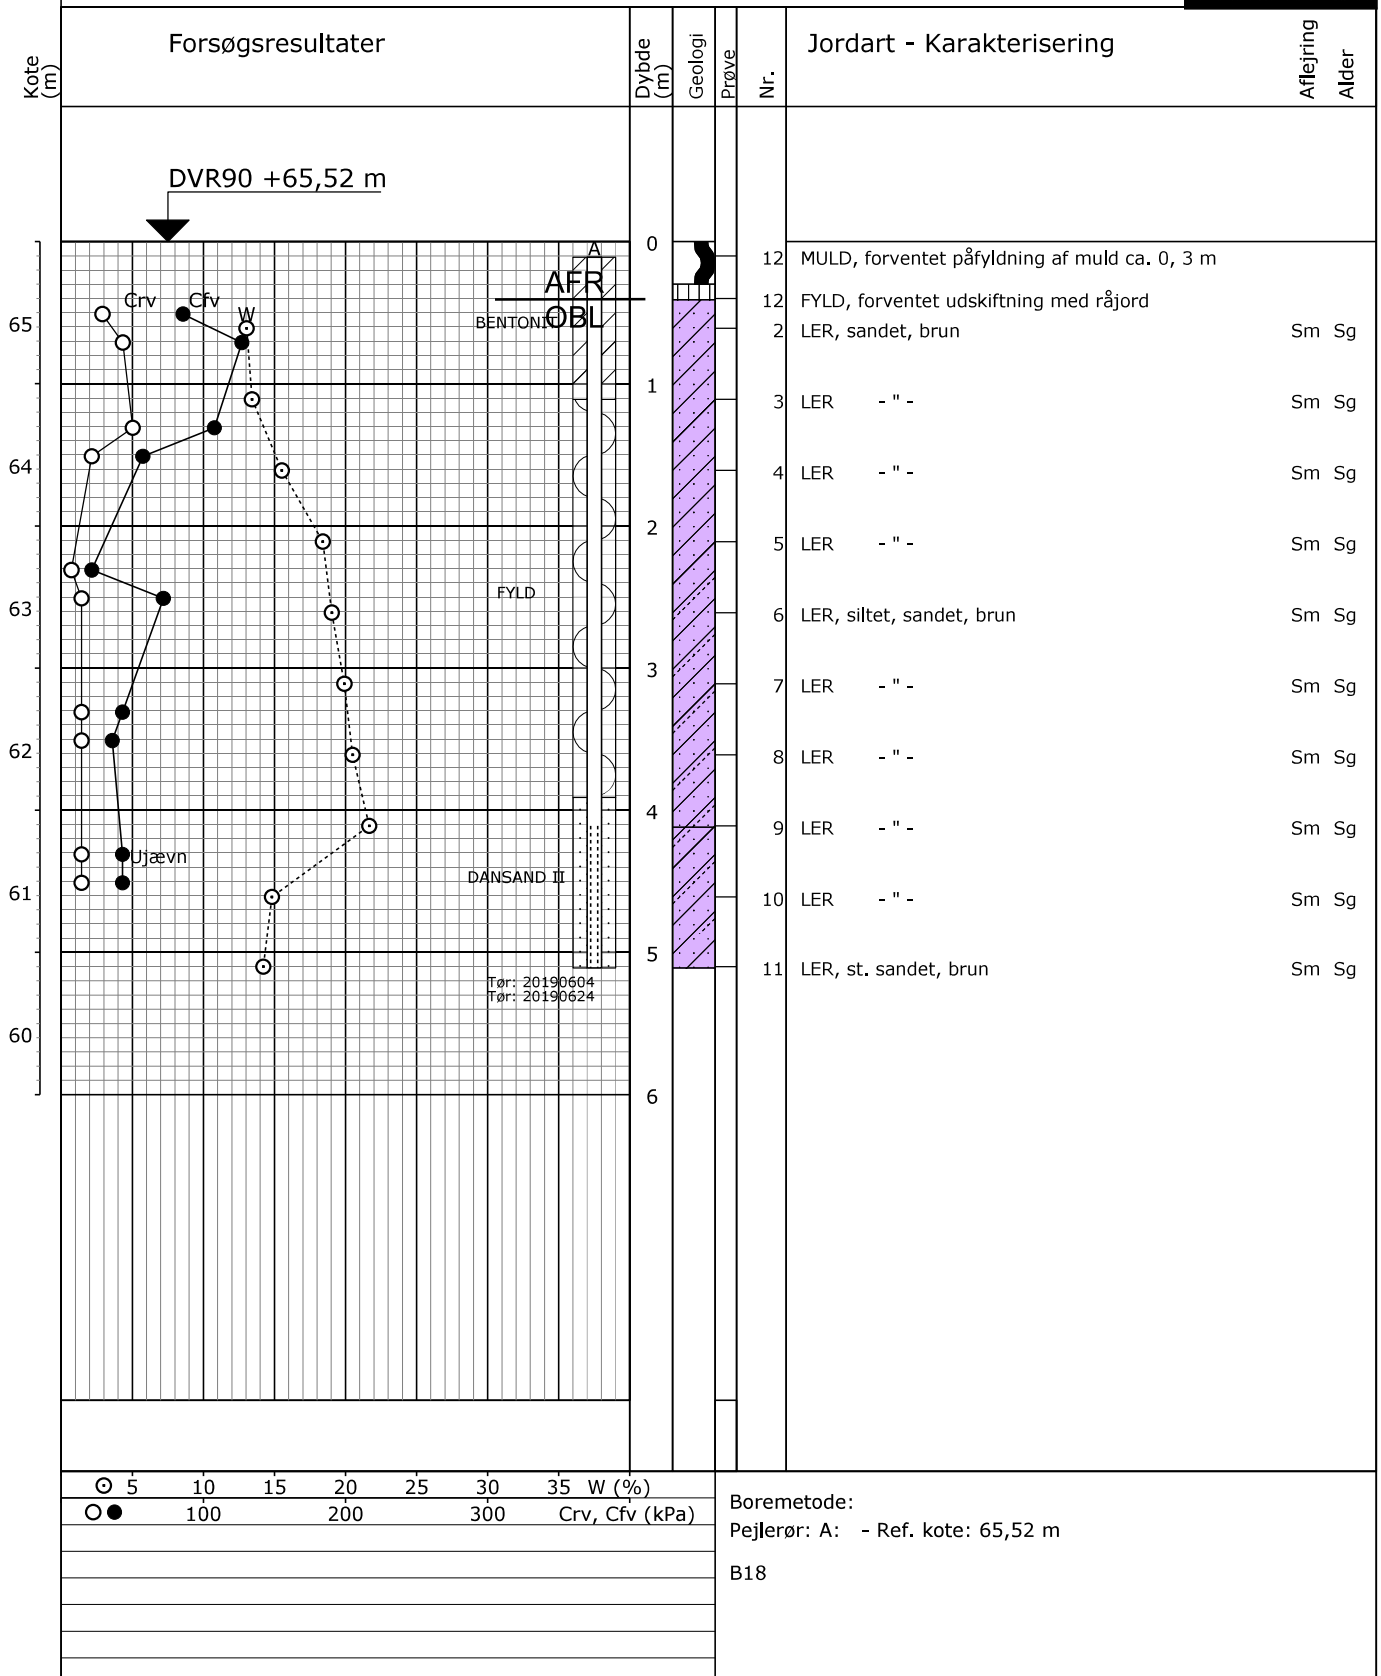 Kote (m)
Forsøgsresultater
Dybde (m)
Geologi
Prøve
Nr.
Jordart - Karakterisering
Aflejring
Alder
DVR90 +65,52 m
A
0
12 MULD, forventet påfyldning af muld ca. 0, 3 m
AFR
Crv Cfv W
12 FYLD, forventet udskiftning med råjord
65
BENTONIT OBL
2 LER, sandet, brun Sm Sg
1
3 LER - " - Sm Sg
64
4 LER - " - Sm Sg
2
5 LER - " - Sm Sg
63
FYLD
6 LER, siltet, sandet, brun Sm Sg
3
7 LER - " - Sm Sg
62
8 LER - " - Sm Sg
4
9 LER - " - Sm Sg
Ujævn
61
DANSAND II
10 LER - " - Sm Sg
5
11 LER, st. sandet, brun Sm Sg
Tør: 20190604
Tør: 20190624
60
6
5 10 15 20 25 30 35 W (%)
100 200 300 Crv, Cfv (kPa)
Boremetode:
Pejlerør: A: - Ref. kote: 65,52 m
B18